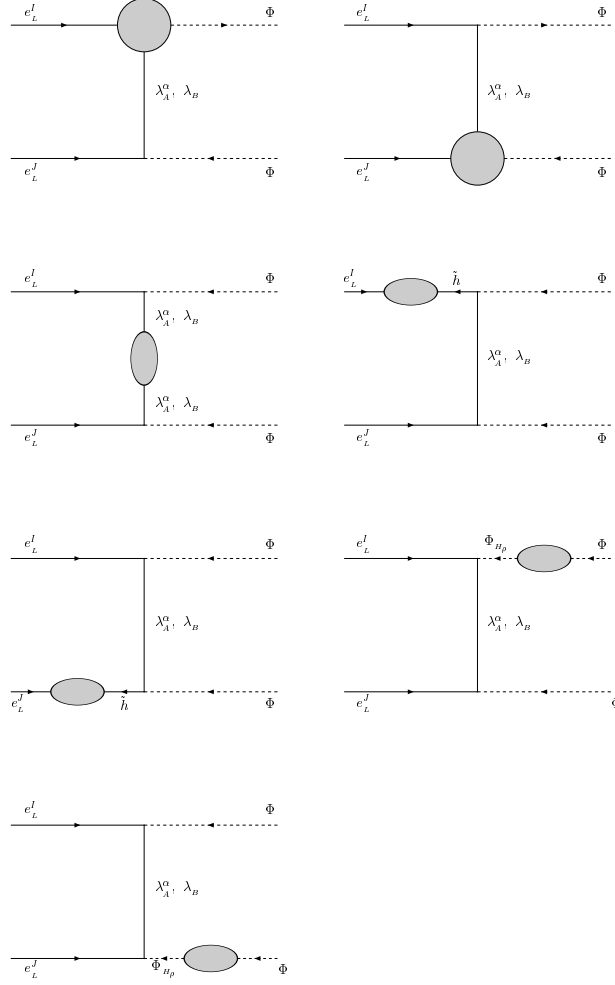 e_L^I Φ e_L^I Φ
λ_A^α, λ_B λ_A^α, λ_B
e_L^J Φ e_L^J Φ
e_L^I Φ e_L^I h̃ Φ
λ_A^α, λ_B
λ_A^α, λ_B
λ_A^α, λ_B
e_L^J Φ e_L^J Φ
e_L^I Φ e_L^I Φ_{H_ρ} Φ
λ_A^α, λ_B λ_A^α, λ_B
e_L^J h̃ Φ e_L^J Φ
e_L^I Φ
λ_A^α, λ_B
e_L^J Φ_{H_ρ} Φ